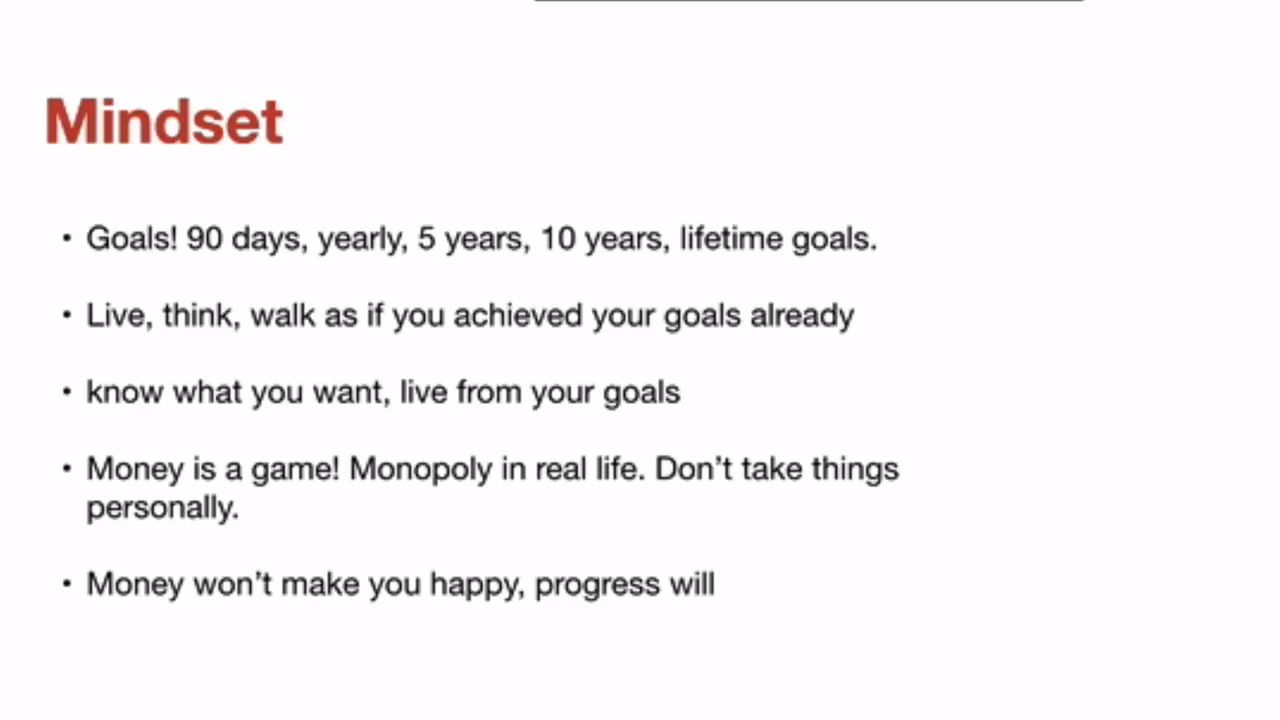 Mindset
• Goals! 90 days, yearly, 5 years, 10 years, lifetime goals.
• Live, think, walk as if you achieved your goals already
• know what you want, live from your goals
• Money is a game! Monopoly in real life. Don’t take things
personally.
• Money won’t make you happy, progress will